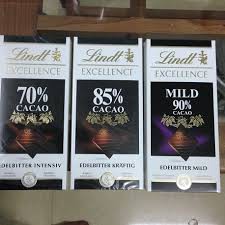 Lindt
EXCELLENCE
70%
CACAO
EDELBITTER INTENSIV
Lindt
EXCELLENCE
85%
CACAO
EDELBITTER KRÄFTIG
Lindt
EXCELLENCE
MILD
90%
CACAO
EDELBITTER MILD